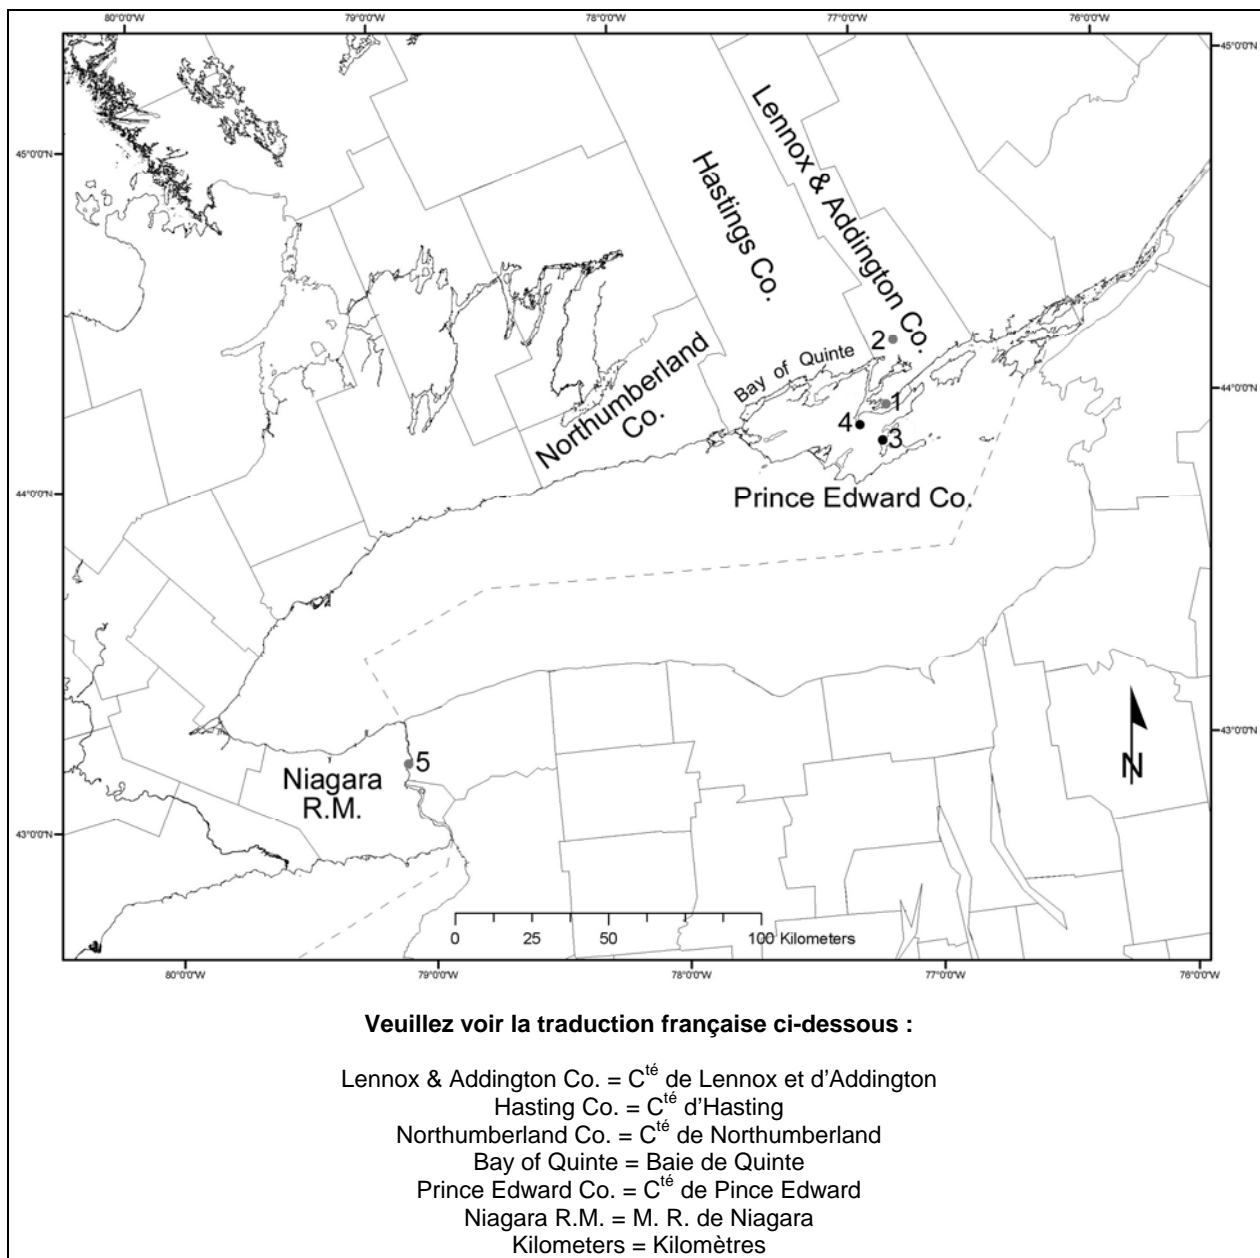 80°0'0"W 79°0'0"W 78°0'0"W 77°0'0"W 76°0'0"W
45°0'0"N
45°0'0"N
Lennox & Addington Co.
Hastings Co.
2
Bay of Quinte
44°0'0"N
1
Northumberland
Co.
4
3
44°0'0"N
Prince Edward Co.
43°0'0"N
5
Niagara
R.M.
N
43°0'0"N
0 25 50 100 Kilometers
80°0'0"W 79°0'0"W 78°0'0"W 77°0'0"W 76°0'0"W
Veuillez voir la traduction française ci-dessous :
Lennox & Addington Co. = Cté de Lennox et d'Addington
Hasting Co. = Cté d'Hasting
Northumberland Co. = Cté de Northumberland
Bay of Quinte = Baie de Quinte
Prince Edward Co. = Cté de Pince Edward
Niagara R.M. = M. R. de Niagara
Kilometers = Kilomètres